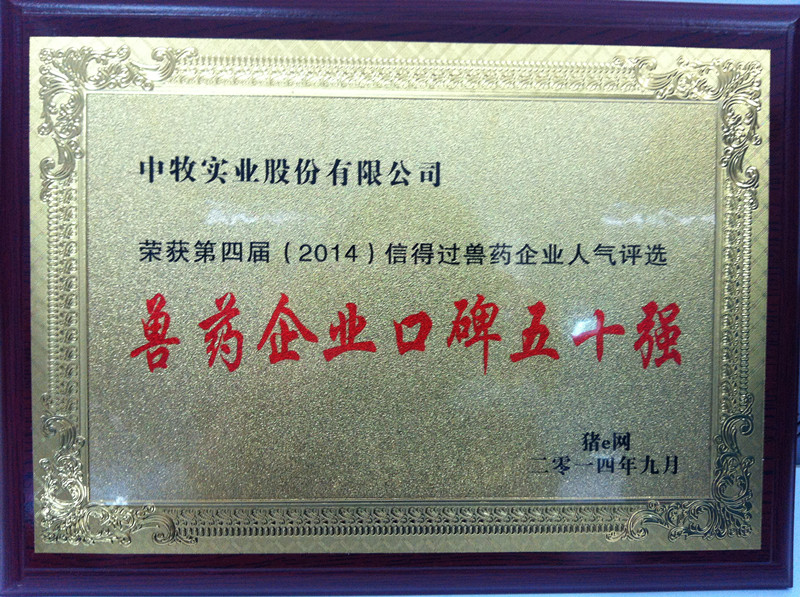 中牧实业股份有限公司
荣获第四届（2014）信得过兽药企业人气评选
兽药企业口碑五十强
猪e网
二零一四年九月